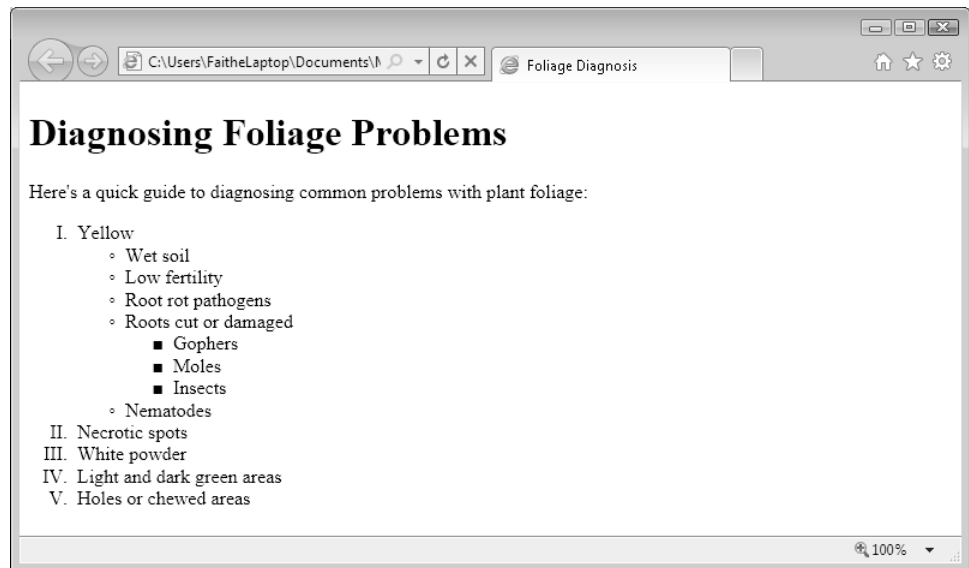 C:\Users\FaitheLaptop\Documents\M
Foliage Diagnosis
Diagnosing Foliage Problems
Here's a quick guide to diagnosing common problems with plant foliage:
I. Yellow
Wet soil
Low fertility
Root rot pathogens
Roots cut or damaged
Gophers
Moles
Insects
Nematodes
II. Necrotic spots
III. White powder
IV. Light and dark green areas
V. Holes or chewed areas
100%